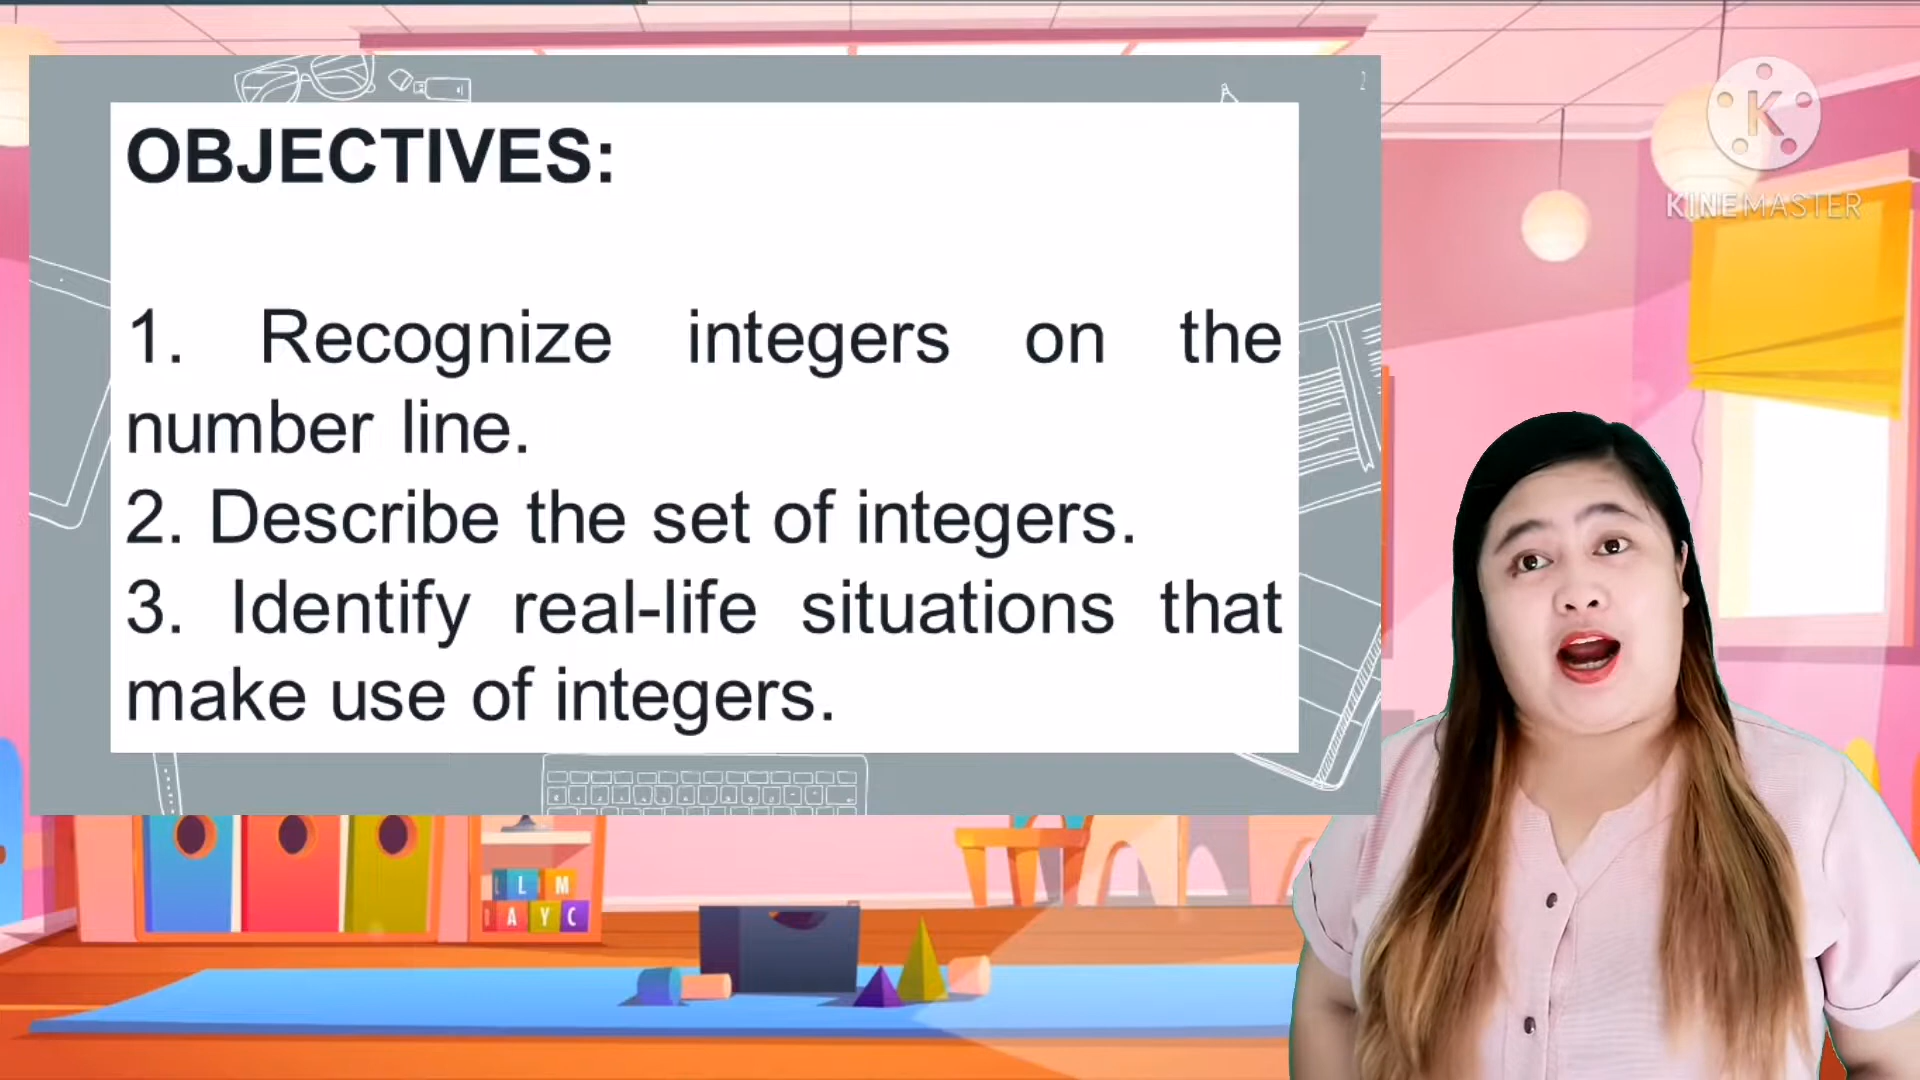 2
OBJECTIVES:
1. Recognize integers on the
number line.
2. Describe the set of integers.
3. Identify real-life situations that
make use of integers.
K
KINEMASTER
L L M
A Y C